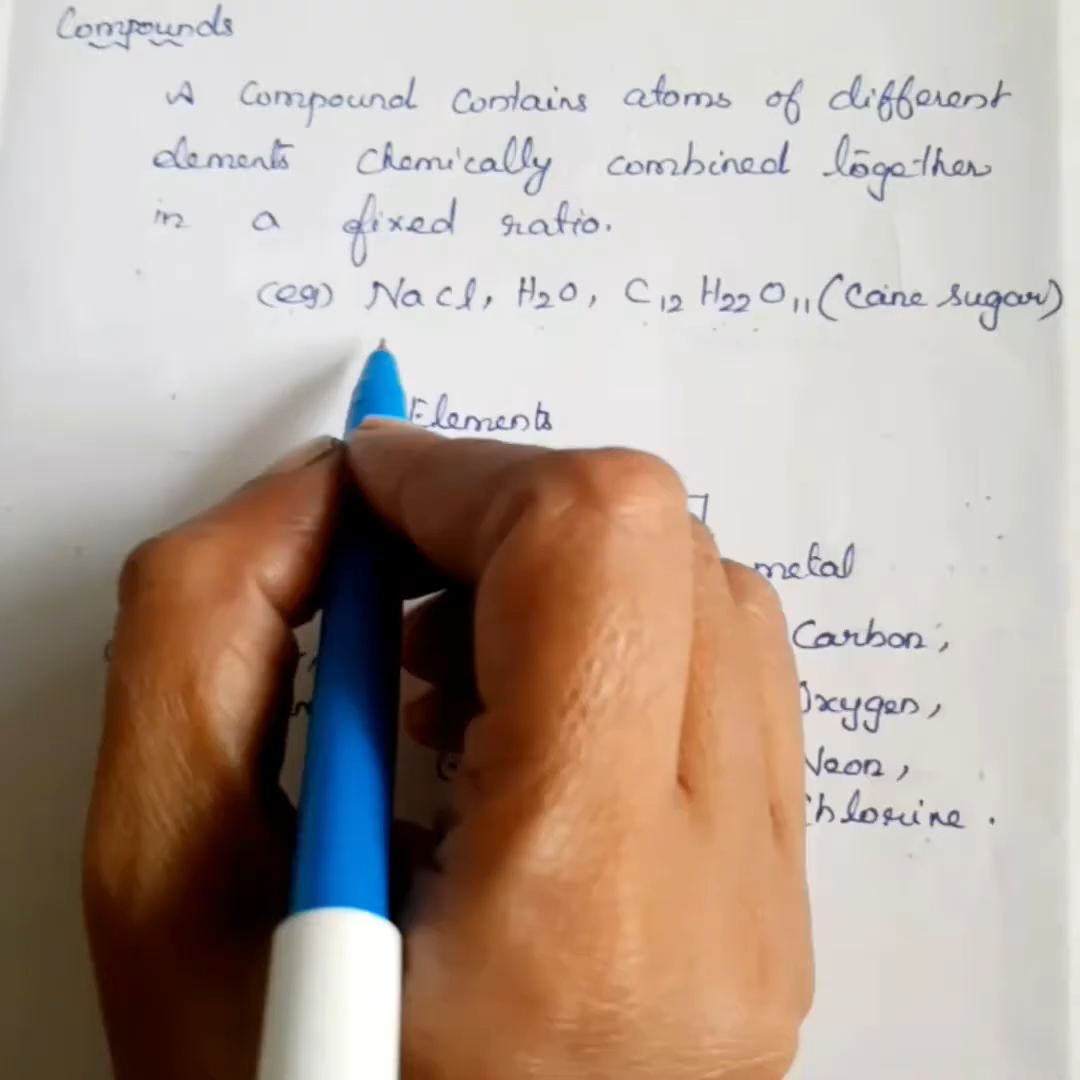 Compounds
A compound contains atoms of different
elements chemically combined together
in a fixed ratio.
(eg) NaCl, H2O, C12 H22 O11 (cane sugar)
Elements
metal
Carbon,
Oxygen,
Neon,
Chlorine.